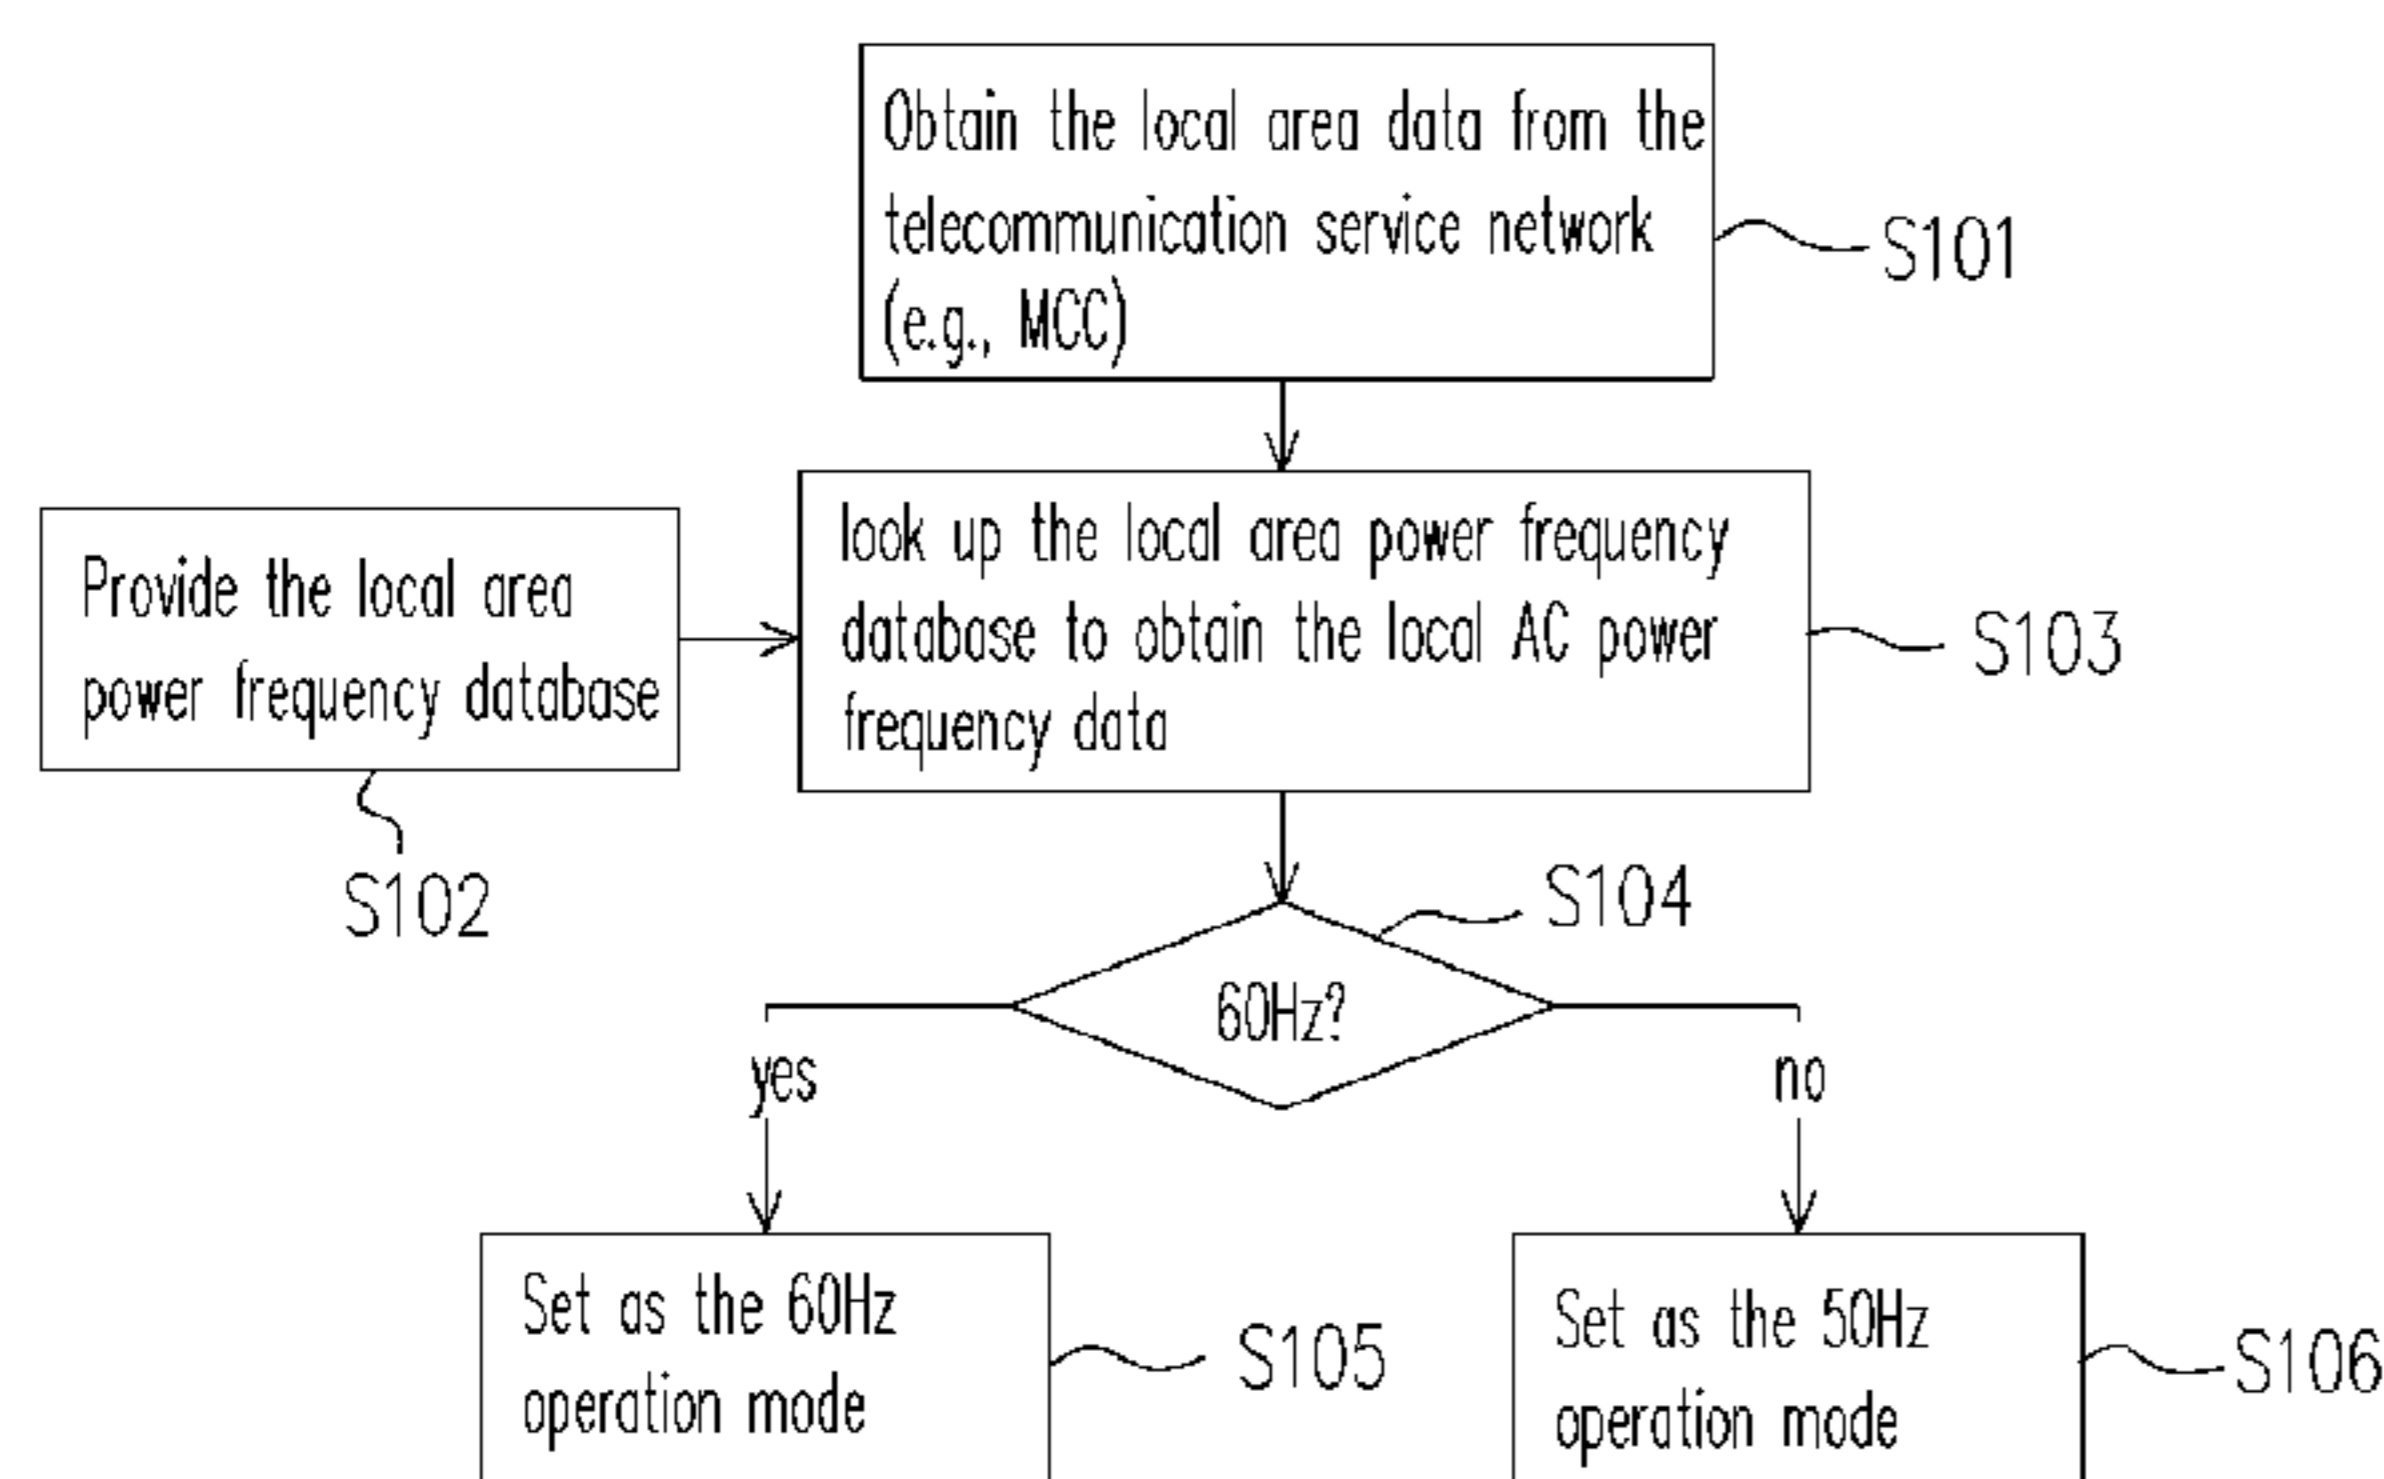 Obtain the local area data from the
telecommunication service network
(e.g., MCC)
S101
Provide the local area
power frequency database
S102
look up the local area power frequency
database to obtain the local AC power
frequency data
S103
S104
60Hz?
yes
no
Set as the 60Hz
operation mode
S105
Set as the 50Hz
operation mode
S106